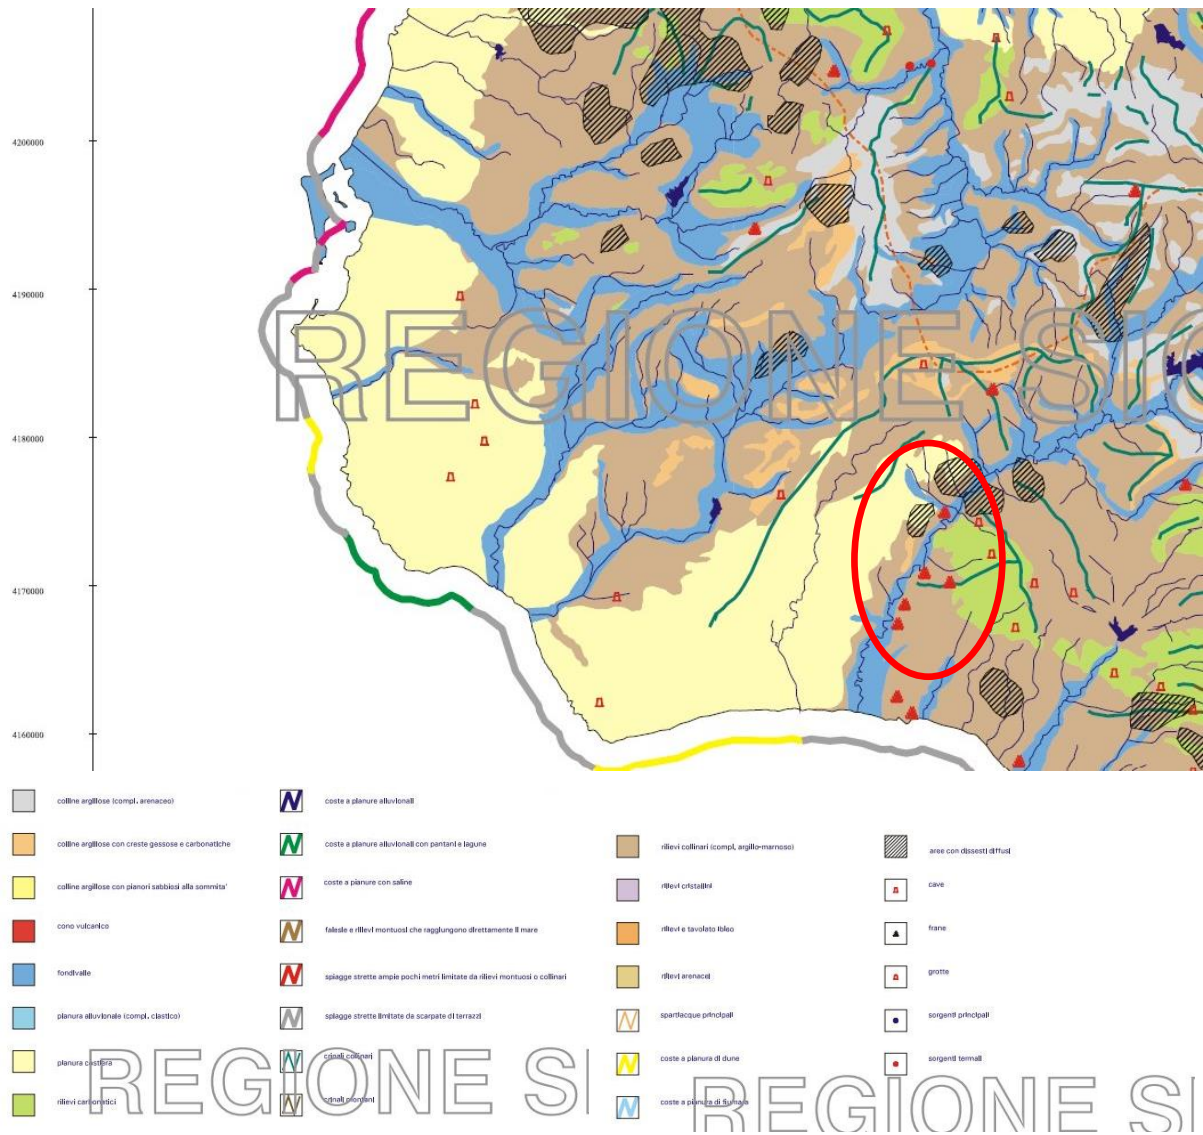 4200000
4190000
REGIONE SIC
4180000
4170000
4160000
colline argillose (compl. arenaceo)
colline argillose con creste gessose e carbonatiche
colline argillose con pianori sabbiosi alla sommita'
cono vulcanico
fondivalle
pianura alluvionale (compl. clastico)
pianura costiera
rilievi carbonatici
coste a pianure alluvionali
coste a pianure alluvionali con pantani e lagune
coste a pianure con saline
falesie e rilievi montuosi che raggiungono direttamente il mare
spiagge strette ampie pochi metri limitate da rilievi montuosi o collinari
spiagge strette limitate da scarpate di terrazzi
crinali collinari
crinali montani
rilievi collinari (compl. argillo-marnoso)
rilievi cristallini
rilievi e tavolato ibleo
rilievi arenacei
spartiacque principali
coste a pianura di dune
coste a pianura di fiumara
aree con dissesti diffusi
cave
frane
grotte
sorgenti principali
sorgenti termali
REGIONE SI
REGIONE SI